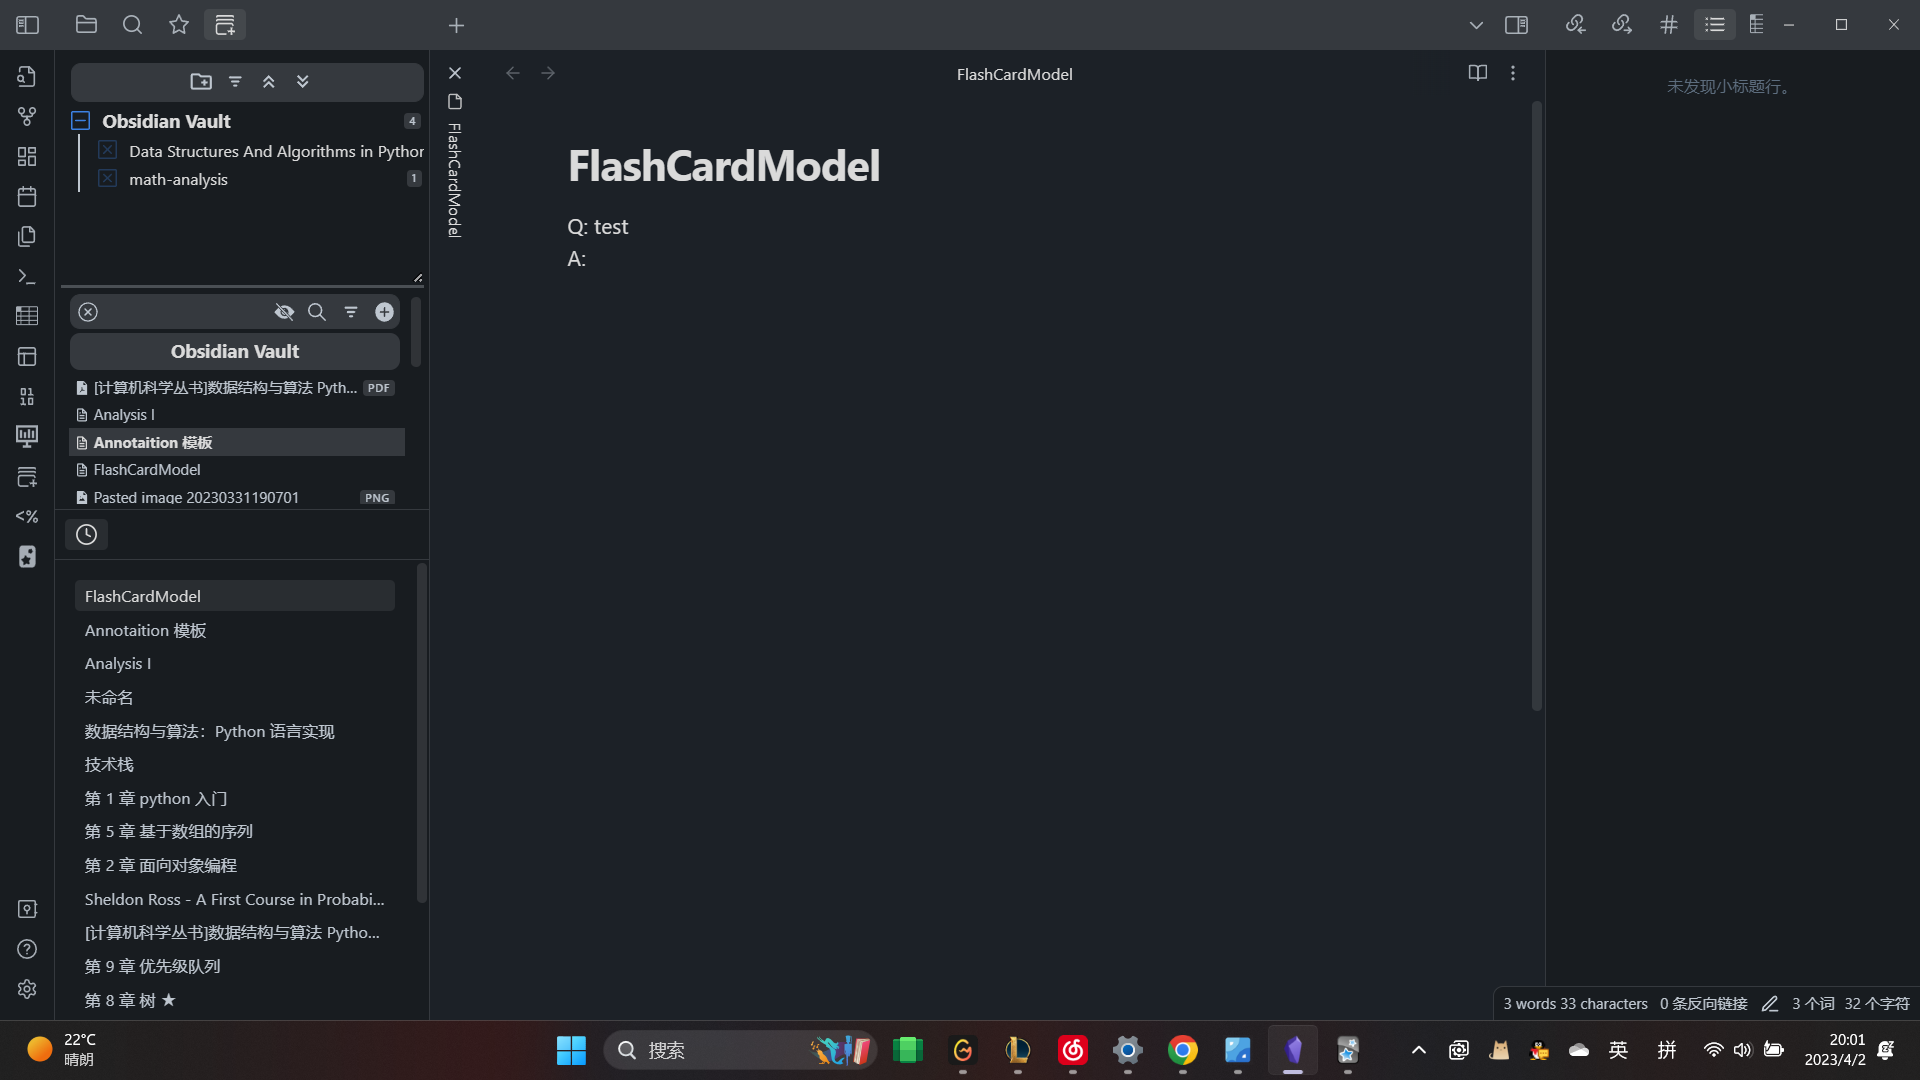 FlashCardModel
未发现小标题行。
Obsidian Vault
4
Data Structures And Algorithms in Python
math-analysis
1
FlashCardModel
FlashCardModel
Q: test
A:
Obsidian Vault
[计算机科学丛书]数据结构与算法 Pyth...
PDF
Analysis I
Annotaition 模板
FlashCardModel
Pasted image 20230331190701
PNG
FlashCardModel
Annotaition 模板
Analysis I
未命名
数据结构与算法：Python 语言实现
技术栈
第 1 章 python 入门
第 5 章 基于数组的序列
第 2 章 面向对象编程
Sheldon Ross - A First Course in Probabi...
[计算机科学丛书]数据结构与算法 Pytho...
第 9 章 优先级队列
第 8 章 树 ★
3 words 33 characters 0 条反向链接 3 个词 32 个字符
22°C
晴朗
搜索
英
拼
20:01
2023/4/2